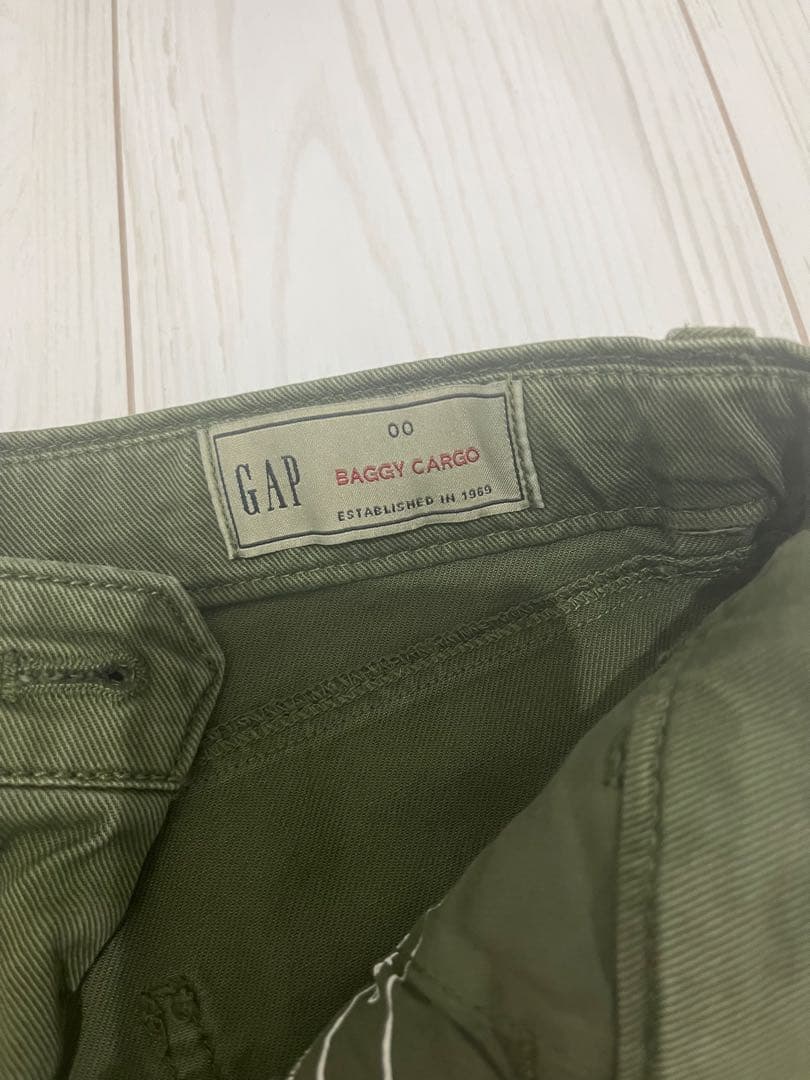 00
GAP
BAGGY CARGO
ESTABLISHED IN 1969